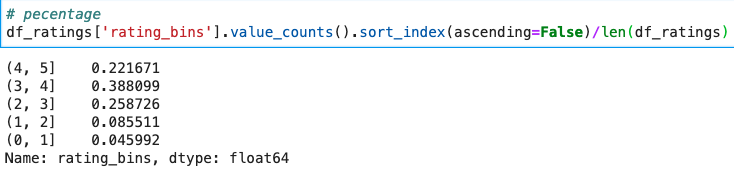 # pecentage
df_ratings['rating_bins'].value_counts().sort_index(ascending=False)/len(df_ratings)
(4, 5]    0.221671
(3, 4]    0.388099
(2, 3]    0.258726
(1, 2]    0.085511
(0, 1]    0.045992
Name: rating_bins, dtype: float64